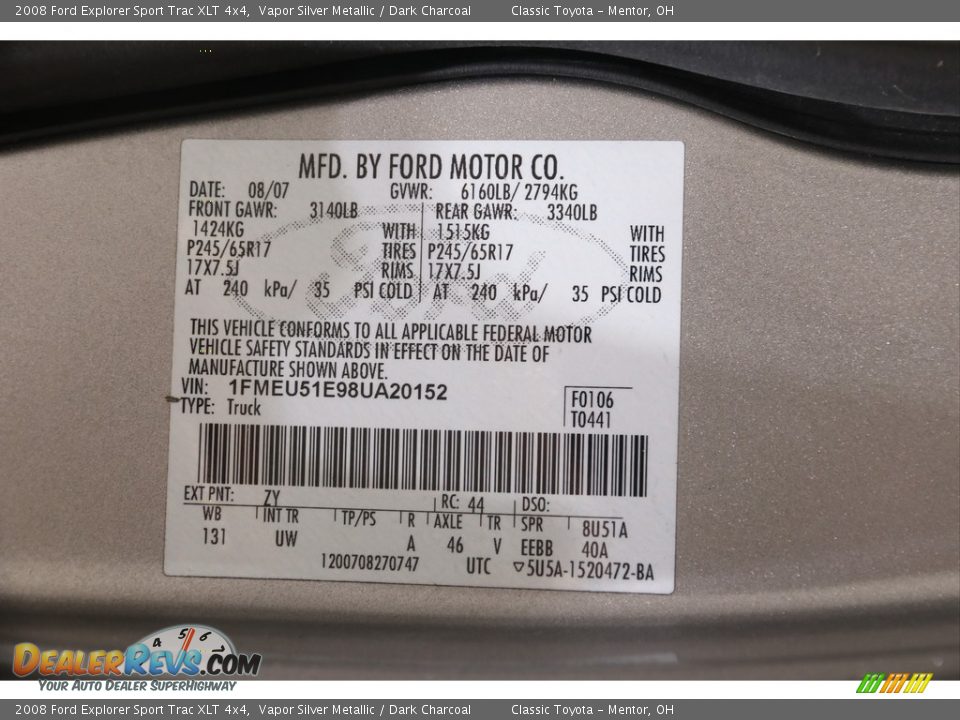 2008 Ford Explorer Sport Trac XLT 4x4, Vapor Silver Metallic / Dark Charcoal Classic Toyota - Mentor, OH
MFD. BY FORD MOTOR CO.
DATE: 08/07 GVWR: 6160LB/ 2794KG
FRONT GAWR: 3140LB REAR GAWR: 3340LB
1424KG WITH 1515KG WITH
P245/65R17 TIRES P245/65R17 TIRES
17X7.5J RIMS 17X7.5J RIMS
AT 240 kPa/ 35 PSI COLD AT 240 kPa/ 35 PSI COLD
THIS VEHICLE CONFORMS TO ALL APPLICABLE FEDERAL MOTOR
VEHICLE SAFETY STANDARDS IN EFFECT ON THE DATE OF
MANUFACTURE SHOWN ABOVE.
VIN: 1FMEU51E98UA20152
TYPE: Truck
F0106
T0441
EXT PNT: ZY RC: 44 DSO:
WB INT TR TP/PS R AXLE TR SPR 8U51A
131 UW A 46 V EEBB 40A
1200708270747 UTC ▽5U5A-1520472-BA
4 5 6
DEALERREVS.COM
YOUR AUTO DEALER SUPERHIGHWAY
2008 Ford Explorer Sport Trac XLT 4x4, Vapor Silver Metallic / Dark Charcoal Classic Toyota - Mentor, OH